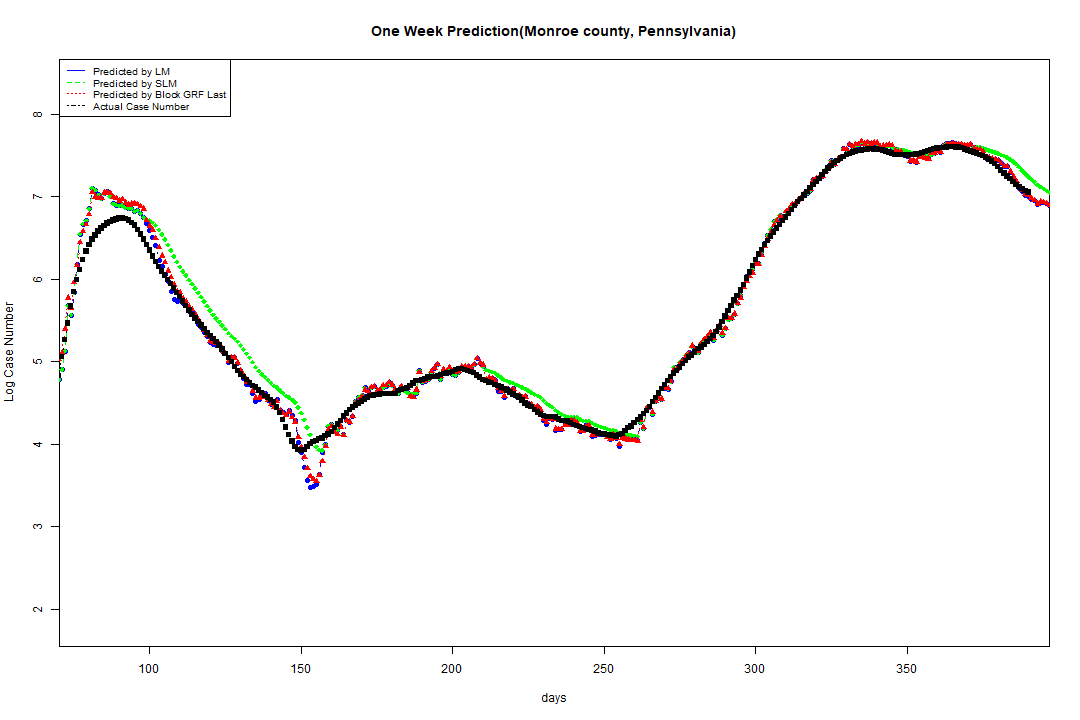 One Week Prediction(Monroe county, Pennsylvania)
Predicted by LM
Predicted by SLM
Predicted by Block GRF Last
Actual Case Number
Log Case Number
8
7
6
5
4
3
2
100 150 200 250 300 350
days